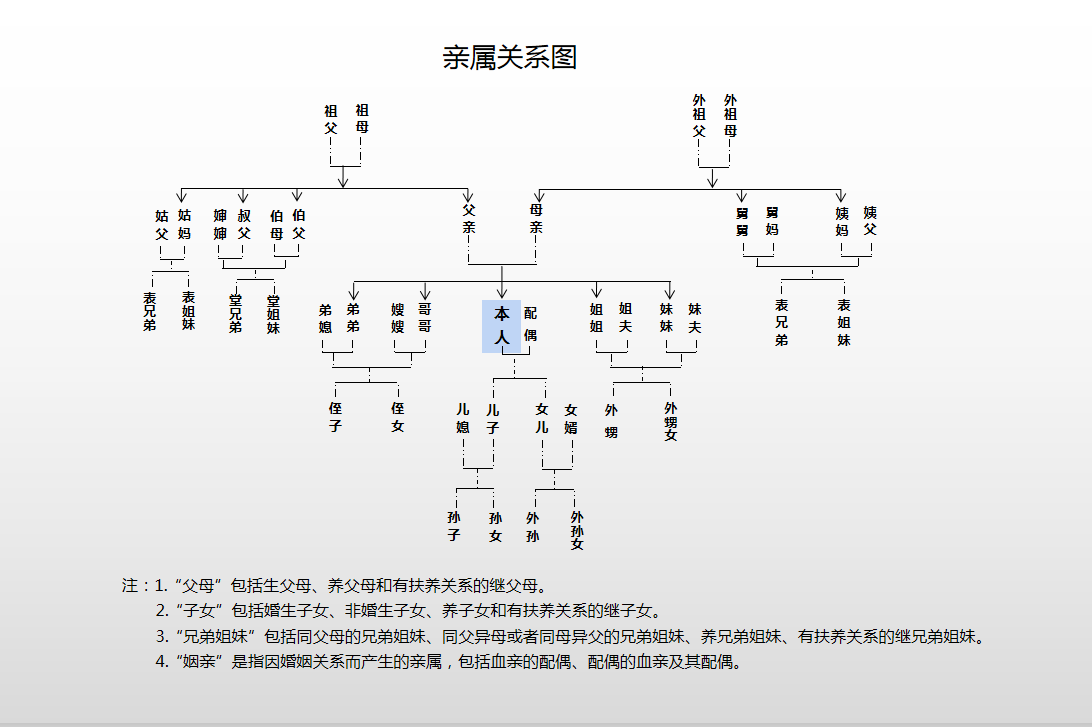 亲属关系图
祖父
祖母
外祖父
外祖母
姑父
姑妈
婶婶
叔父
伯母
伯父
父亲
母亲
舅舅
舅妈
姨妈
姨父
表兄弟
表姐妹
堂兄弟
堂姐妹
表兄弟
表姐妹
弟媳
弟弟
嫂嫂
哥哥
本人
配偶
姐姐
姐夫
妹妹
妹夫
侄子
侄女
儿媳
儿子
女儿
女婿
外甥
外甥女
孙子
孙女
外孙
外孙女
注：1.“父母”包括生父母、养父母和有扶养关系的继父母。
2.“子女”包括婚生子女、非婚生子女、养子女和有扶养关系的继子女。
3.“兄弟姐妹”包括同父母的兄弟姐妹、同父异母或者同母异父的兄弟姐妹、养兄弟姐妹、有扶养关系的继兄弟姐妹。
4.“姻亲”是指因婚姻关系而产生的亲属，包括血亲的配偶、配偶的血亲及其配偶。